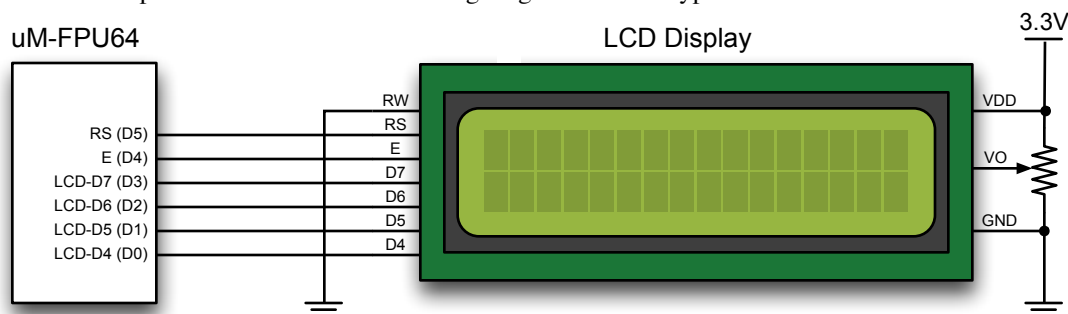 3.3V
uM-FPU64
LCD Display
RW
VDD
RS
RS (D5)
E
E (D4)
D7
VO
LCD-D7 (D3)
D6
LCD-D6 (D2)
D5
GND
LCD-D5 (D1)
D4
LCD-D4 (D0)